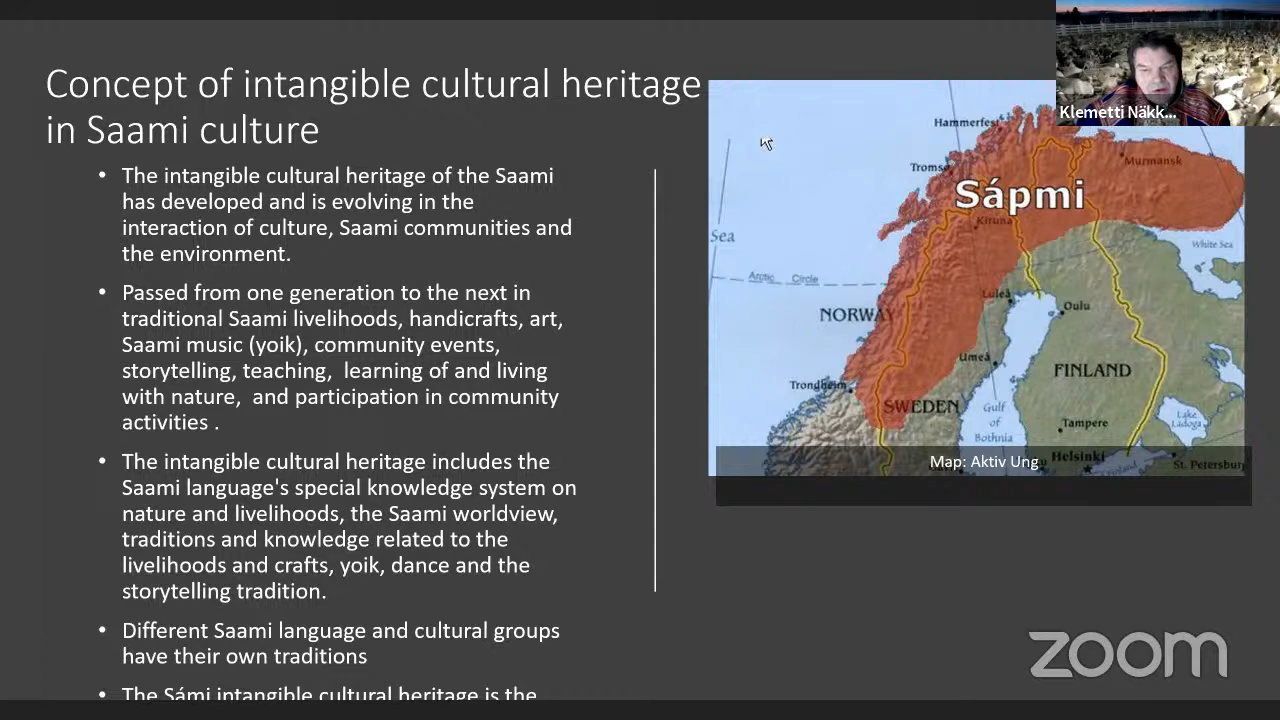 Concept of intangible cultural heritage
in Saami culture
• The intangible cultural heritage of the Saami
has developed and is evolving in the
interaction of culture, Saami communities and
the environment.
• Passed from one generation to the next in
traditional Saami livelihoods, handicrafts, art,
Saami music (yoik), community events,
storytelling, teaching, learning of and living
with nature, and participation in community
activities .
• The intangible cultural heritage includes the
Saami language's special knowledge system on
nature and livelihoods, the Saami worldview,
traditions and knowledge related to the
livelihoods and crafts, yoik, dance and the
storytelling tradition.
• Different Saami language and cultural groups
have their own traditions
• The Sámi intangible cultural heritage is the
Klemetti Näkk...
Hammerfest
Tromsø
Murmansk
Sápmi
Kiruna
Sea
White Sea
Arctic Circle
Luleå
Oulu
NORWAY
Umeå
FINLAND
Trondheim
SWEDEN
Gulf
of
Bothnia
Lake
Ladoga
Tampere
Helsinki
Finland
St. Petersburg
Map: Aktiv Ung
zoom